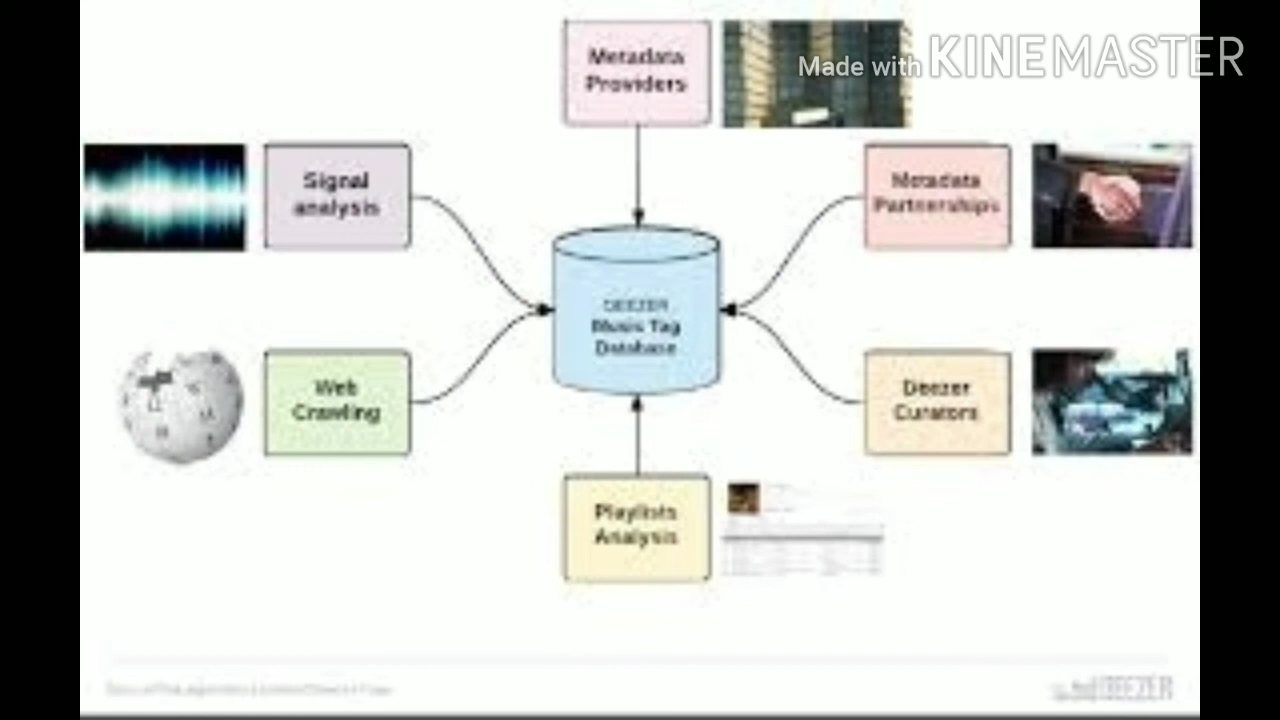 Metadata
Providers
Made with KINEMASTER
Signal
analysis
Metadata
Partnerships
DEEZER
Music Tag
Database
Web
Crawling
Deezer
Curators
Playlists
Analysis
DEEZER